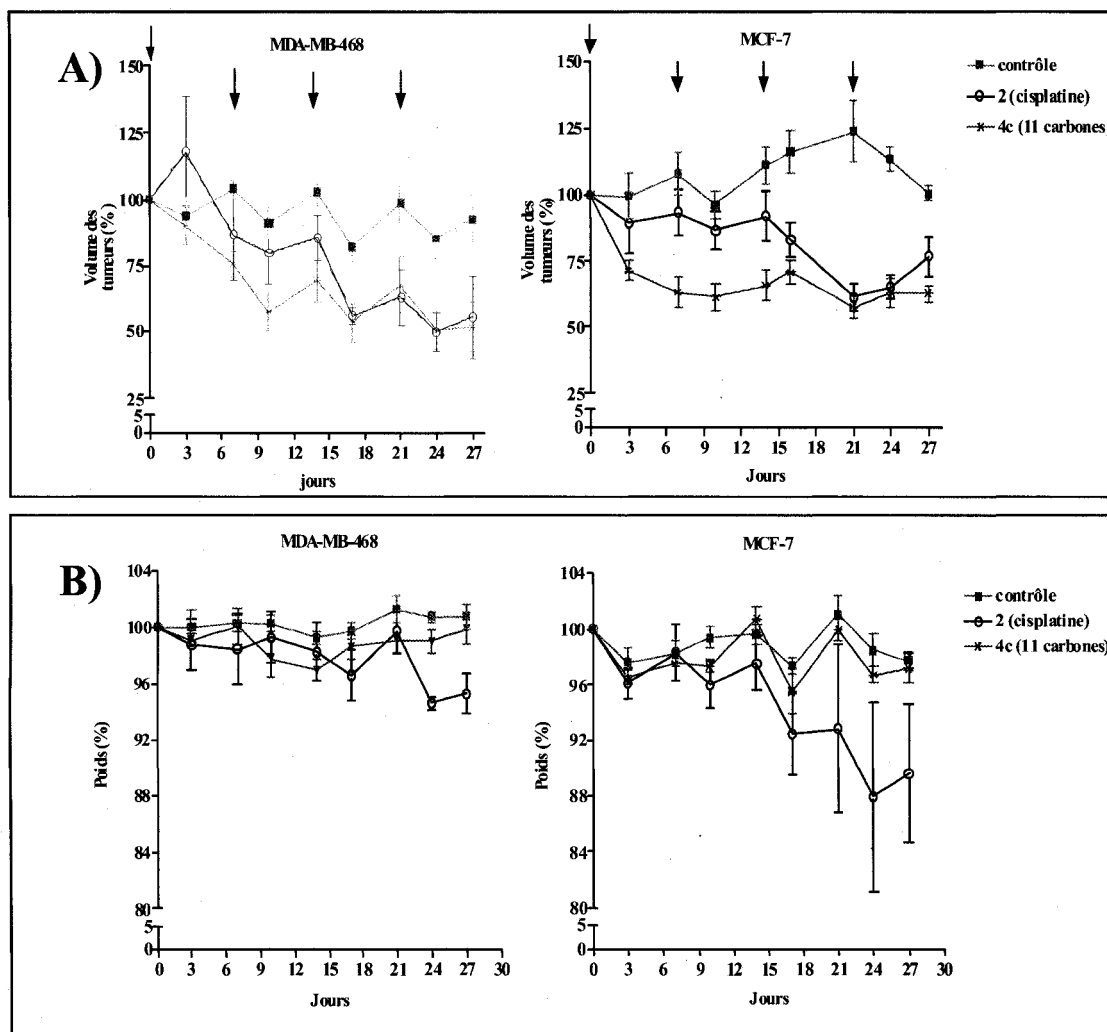 A)
MDA-MB-468
Volume des
tumeurs (%)
150
125
100
75
50
25
5
0
0 3 6 9 12 15 18 21 24 27
jours
MCF-7
Volume des
tumeurs (%)
150
125
100
75
50
25
5
0
0 3 6 9 12 15 18 21 24 27
Jours
contrôle
2 (cisplatine)
4c (11 carbones)
B)
MDA-MB-468
Poids (%)
104
100
96
92
88
84
80
5
0
0 3 6 9 12 15 18 21 24 27 30
Jours
MCF-7
Poids (%)
104
100
96
92
88
84
80
5
0
0 3 6 9 12 15 18 21 24 27 30
Jours
contrôle
2 (cisplatine)
4c (11 carbones)